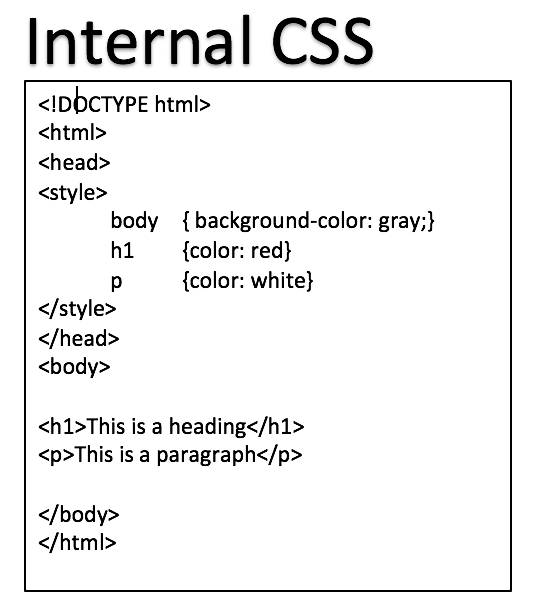 Internal CSS
<!DOCTYPE html>
<html>
<head>
<style>
body { background-color: gray;}
h1 {color: red}
p {color: white}
</style>
</head>
<body>
<h1>This is a heading</h1>
<p>This is a paragraph</p>
</body>
</html>